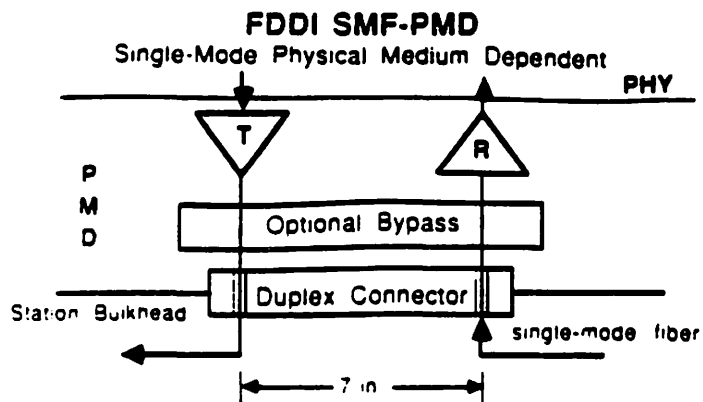 FDDI SMF-PMD
Single-Mode Physical Medium Dependent
PHY
T
R
P
M
D
Optional Bypass
Duplex Connector
Station Bulkhead
single-mode fiber
7 in